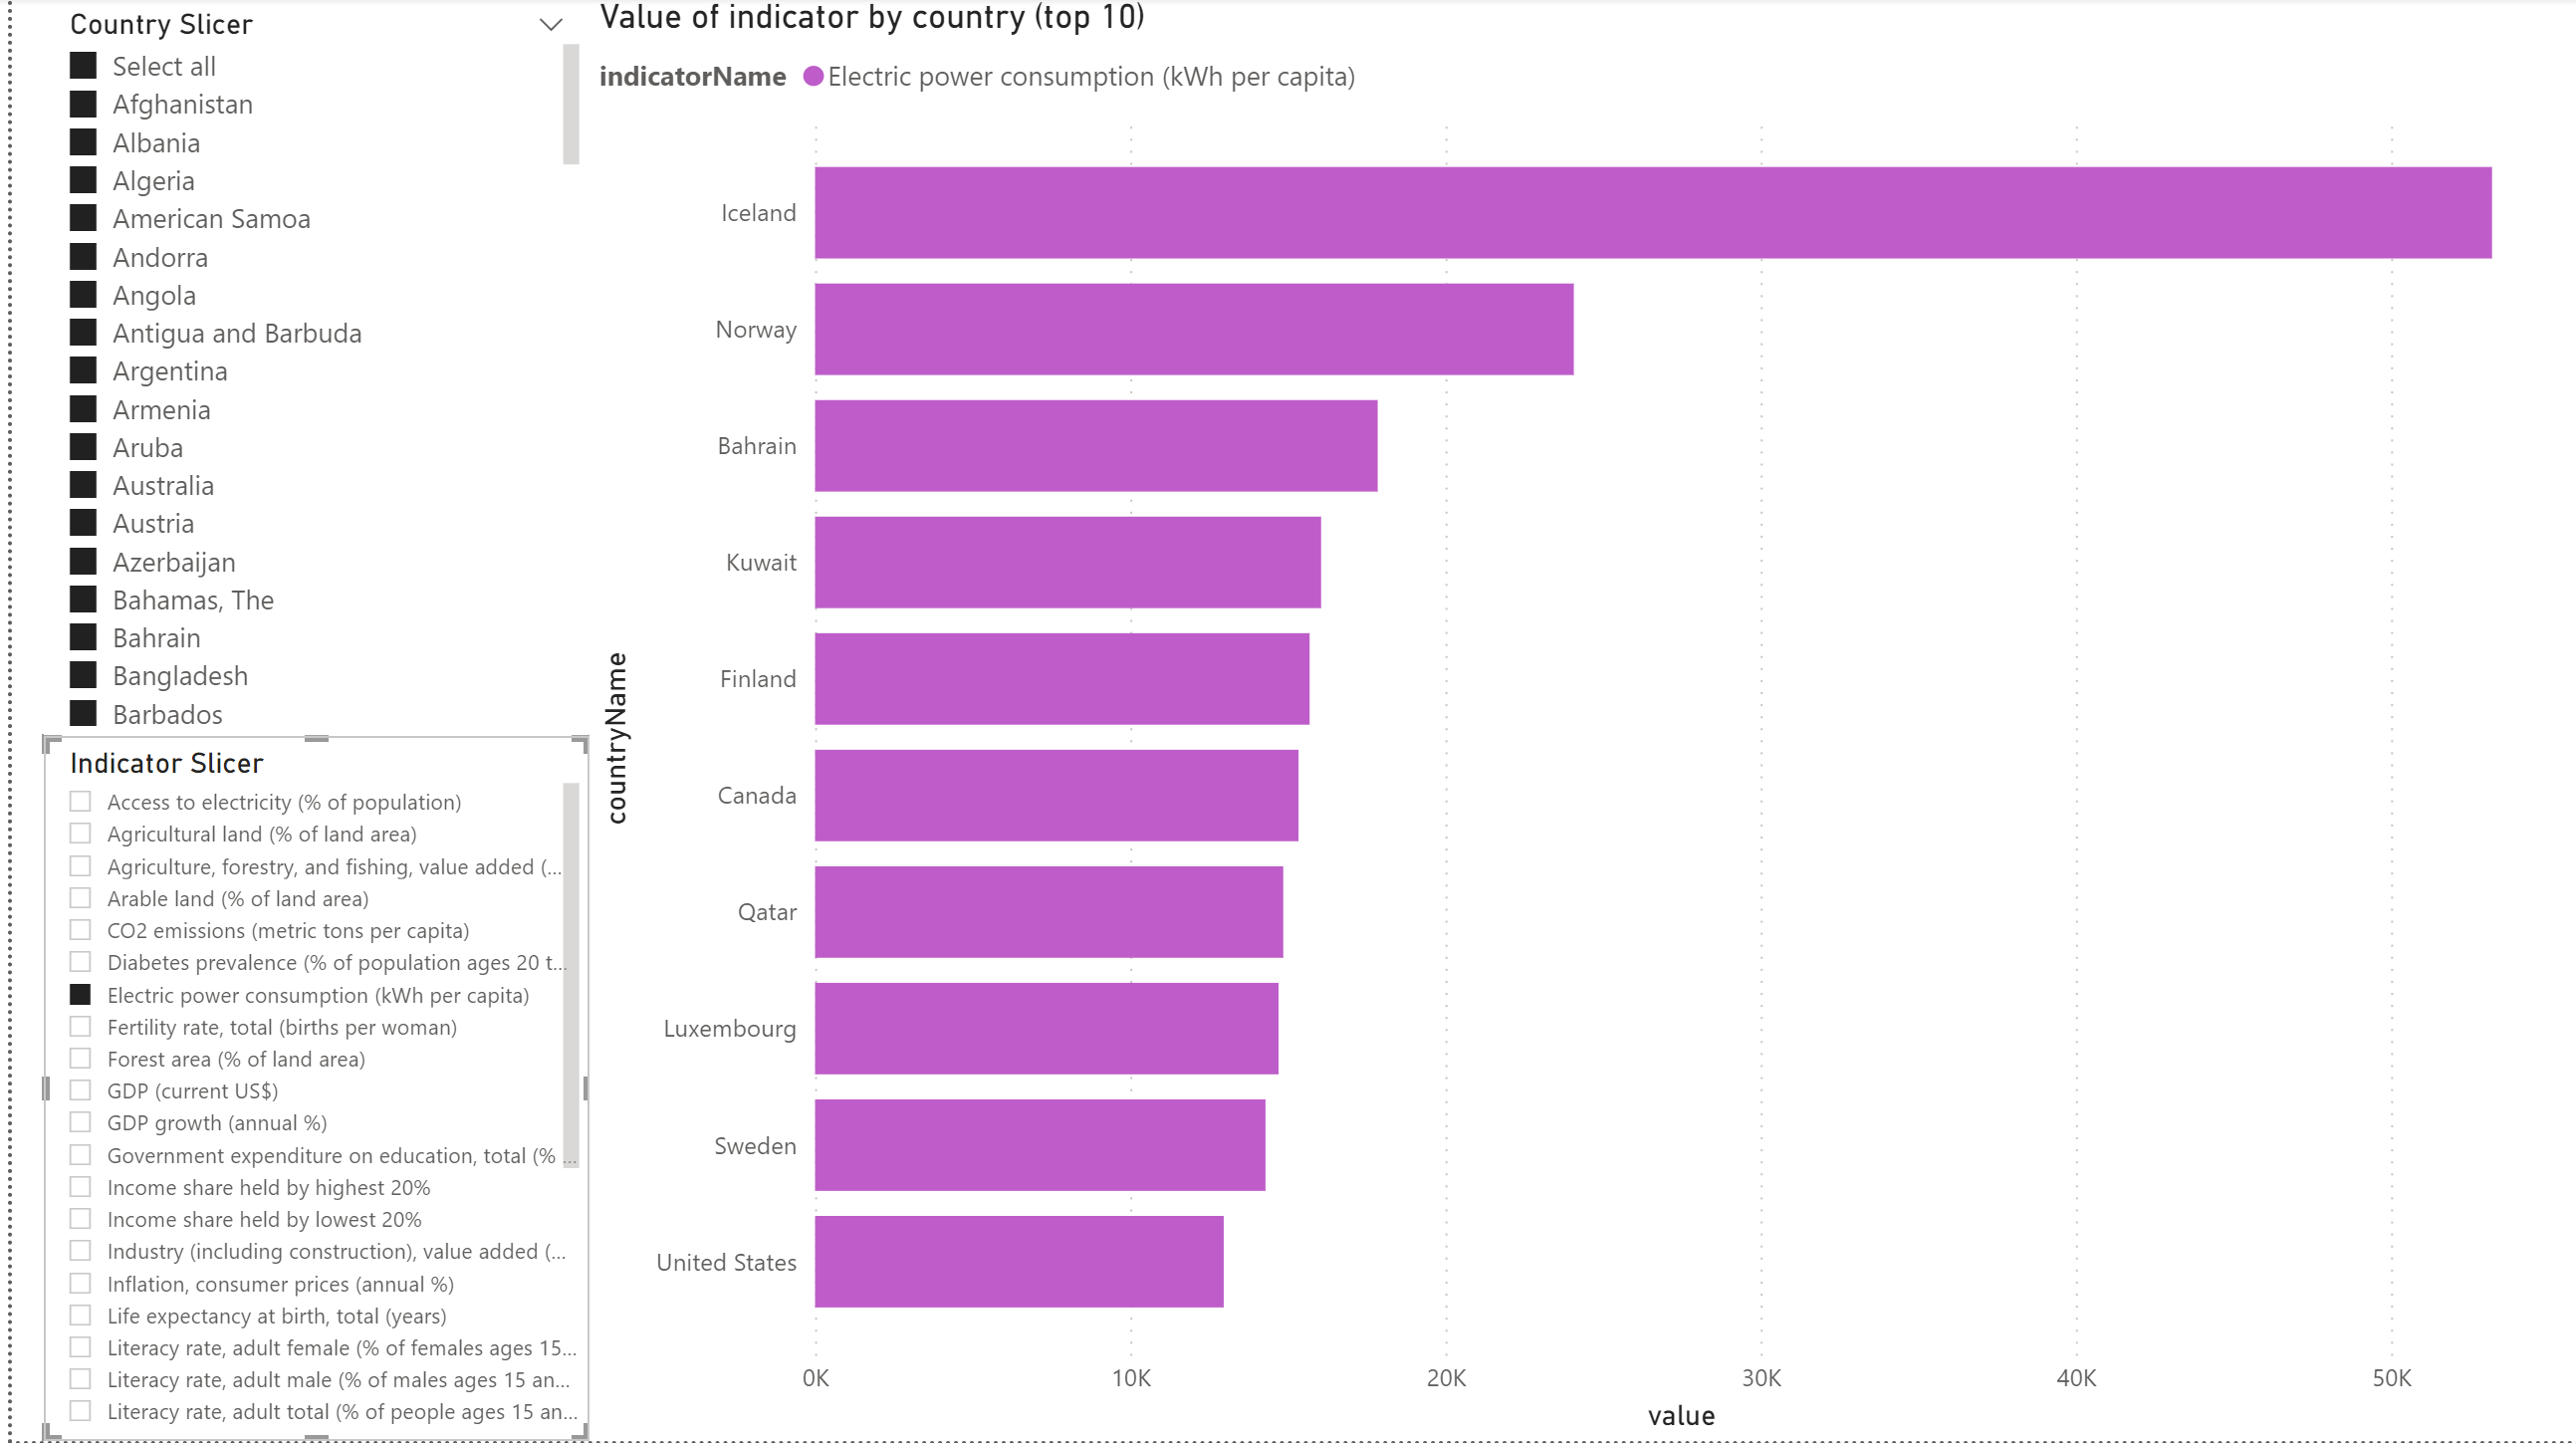 Country Slicer
Select all
Afghanistan
Albania
Algeria
American Samoa
Andorra
Angola
Antigua and Barbuda
Argentina
Armenia
Aruba
Australia
Austria
Azerbaijan
Bahamas, The
Bahrain
Bangladesh
Barbados
Indicator Slicer
Access to electricity (% of population)
Agricultural land (% of land area)
Agriculture, forestry, and fishing, value added (...
Arable land (% of land area)
CO2 emissions (metric tons per capita)
Diabetes prevalence (% of population ages 20 t...
Electric power consumption (kWh per capita)
Fertility rate, total (births per woman)
Forest area (% of land area)
GDP (current US$)
GDP growth (annual %)
Government expenditure on education, total (% ...
Income share held by highest 20%
Income share held by lowest 20%
Industry (including construction), value added (...
Inflation, consumer prices (annual %)
Life expectancy at birth, total (years)
Literacy rate, adult female (% of females ages 15...
Literacy rate, adult male (% of males ages 15 an...
Literacy rate, adult total (% of people ages 15 an...
Value of indicator by country (top 10)
indicatorName Electric power consumption (kWh per capita)
countryName
Iceland
Norway
Bahrain
Kuwait
Finland
Canada
Qatar
Luxembourg
Sweden
United States
0K 10K 20K 30K 40K 50K
value